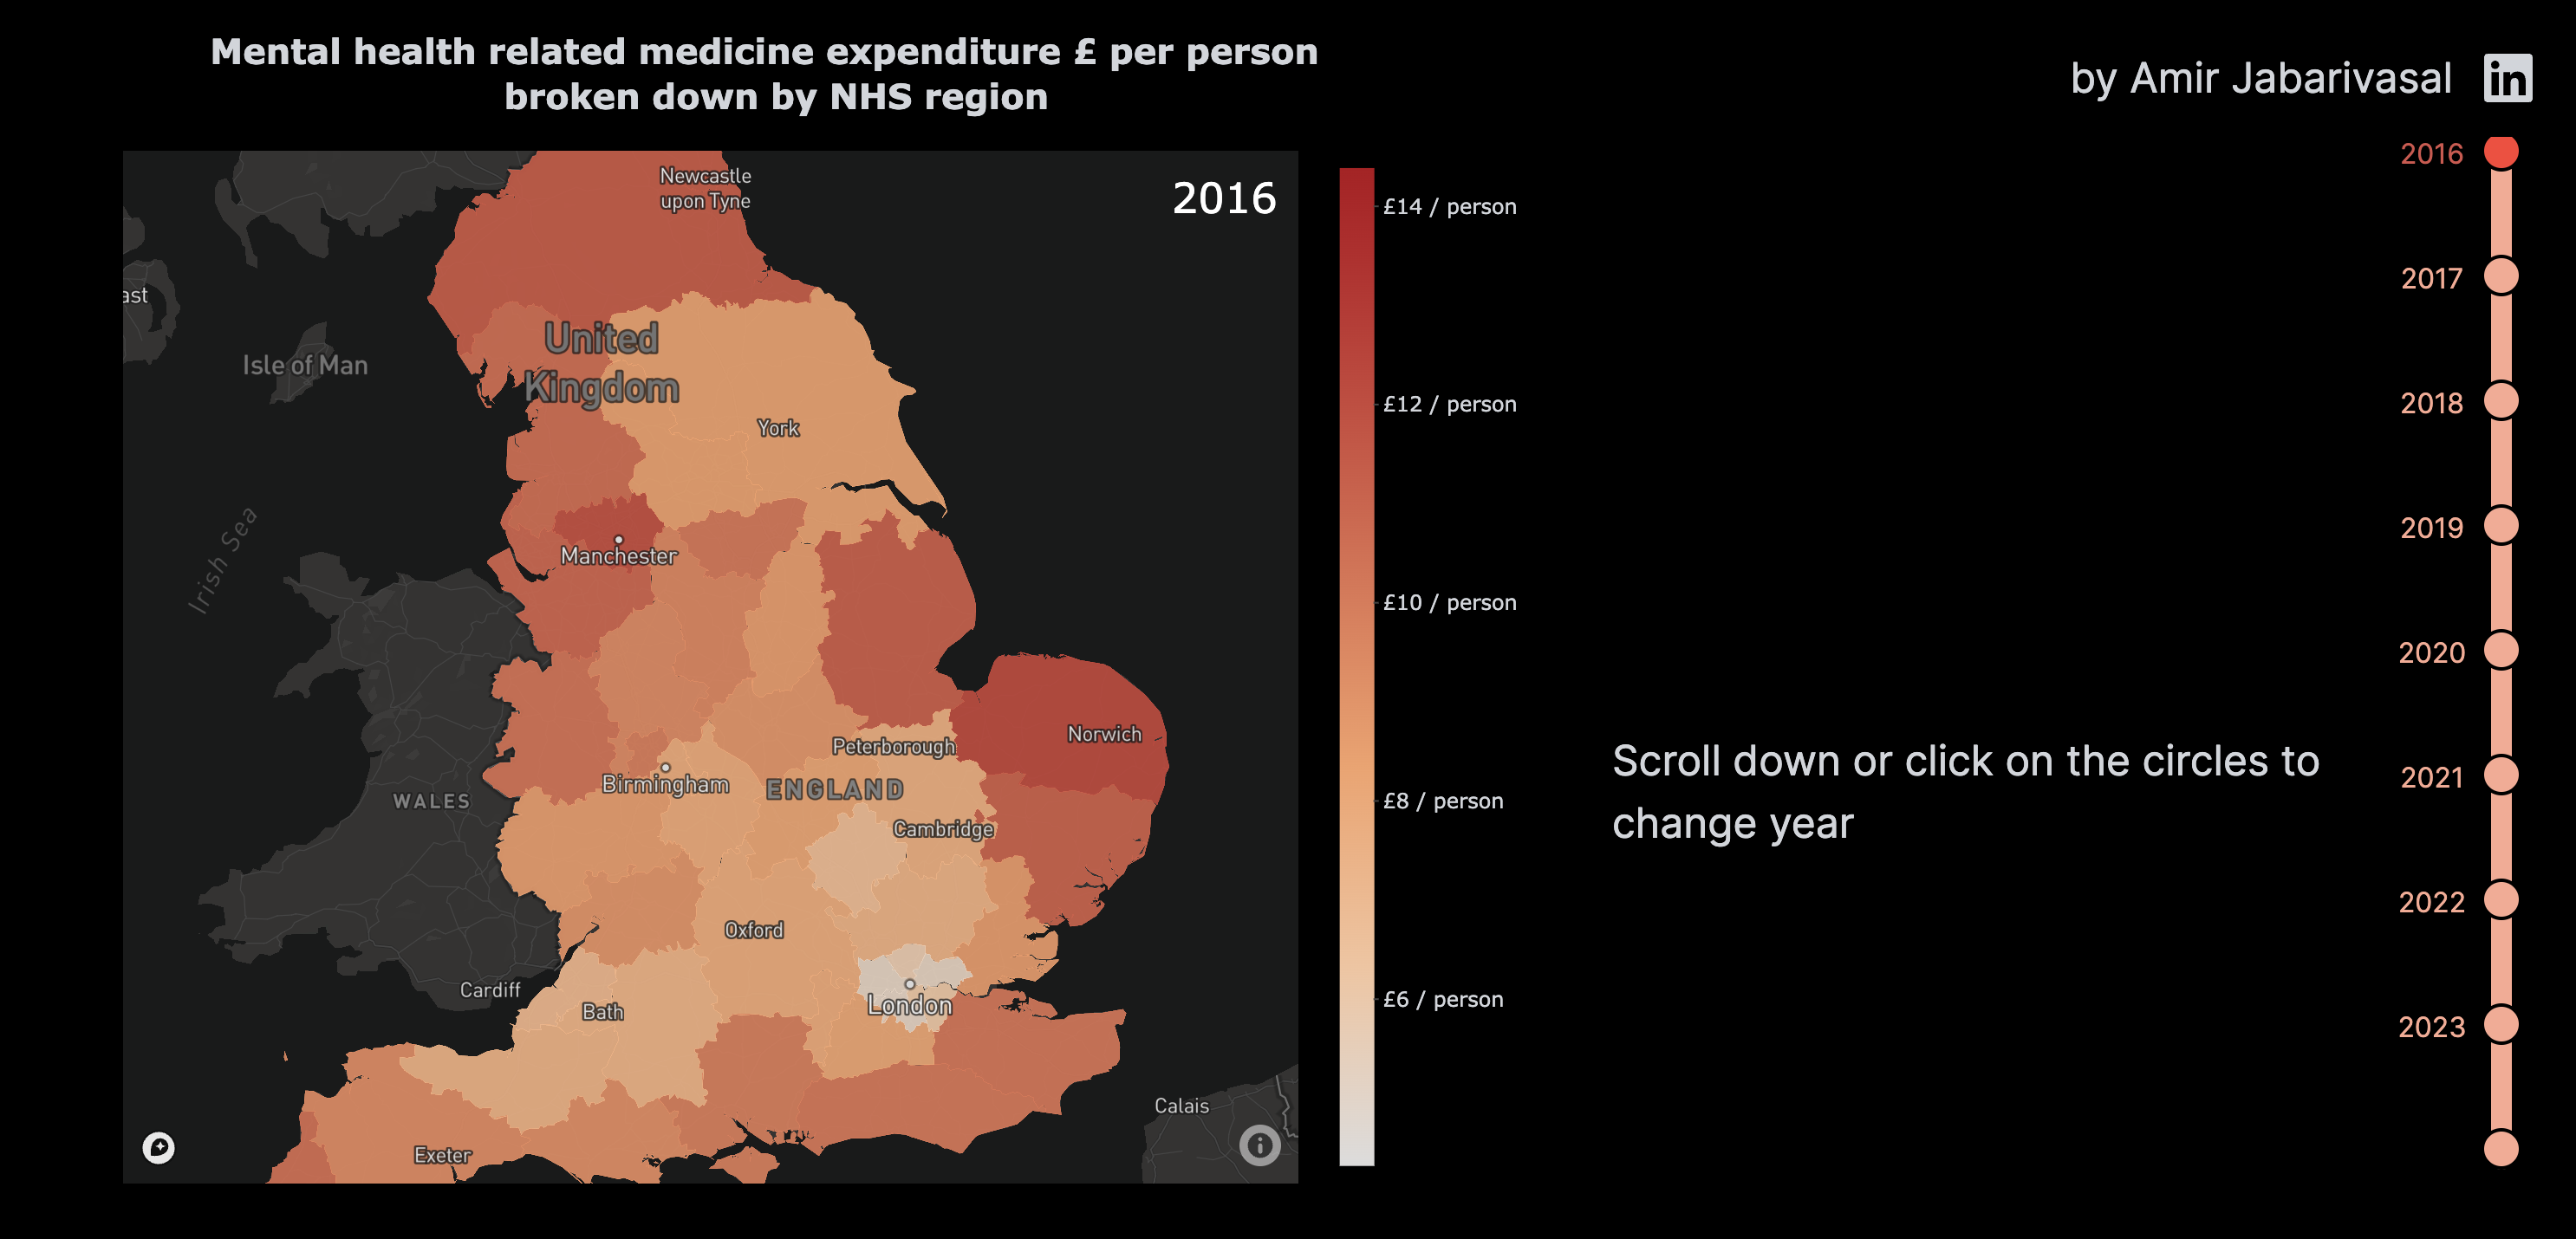 Mental health related medicine expenditure £ per person
broken down by NHS region
by Amir Jabarivasal in
2016
Newcastle
upon Tyne
ast
Isle of Man
United
Kingdom
York
Irish Sea
Manchester
Norwich
Peterborough
Birmingham
ENGLAND
WALES
Cambridge
Oxford
Cardiff
Bath
London
Calais
Exeter
£14 / person
£12 / person
£10 / person
£8 / person
£6 / person
Scroll down or click on the circles to
change year
2016
2017
2018
2019
2020
2021
2022
2023